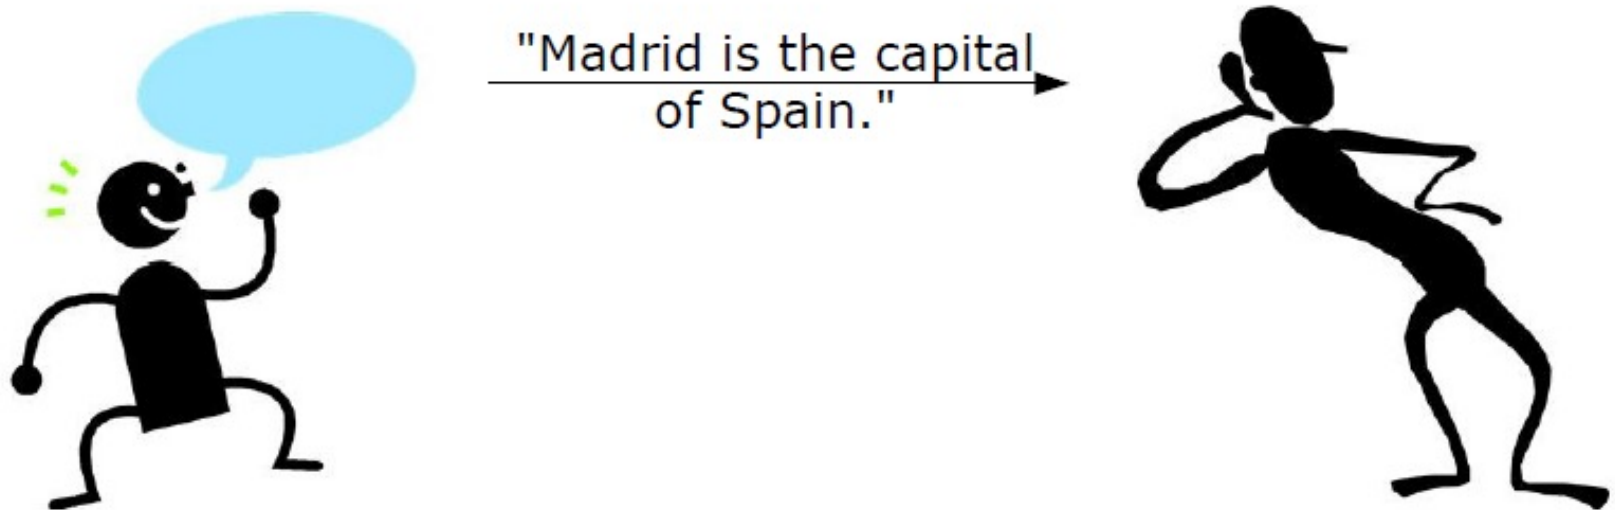 "Madrid is the capital
of Spain."